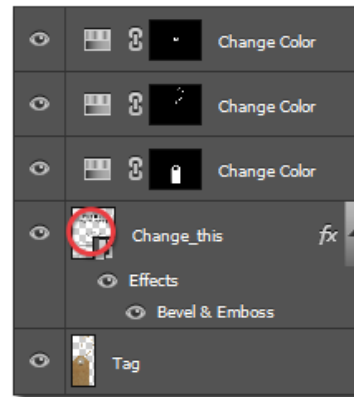 Change Color
Change Color
Change Color
Change_this fx
Effects
Bevel & Emboss
Tag